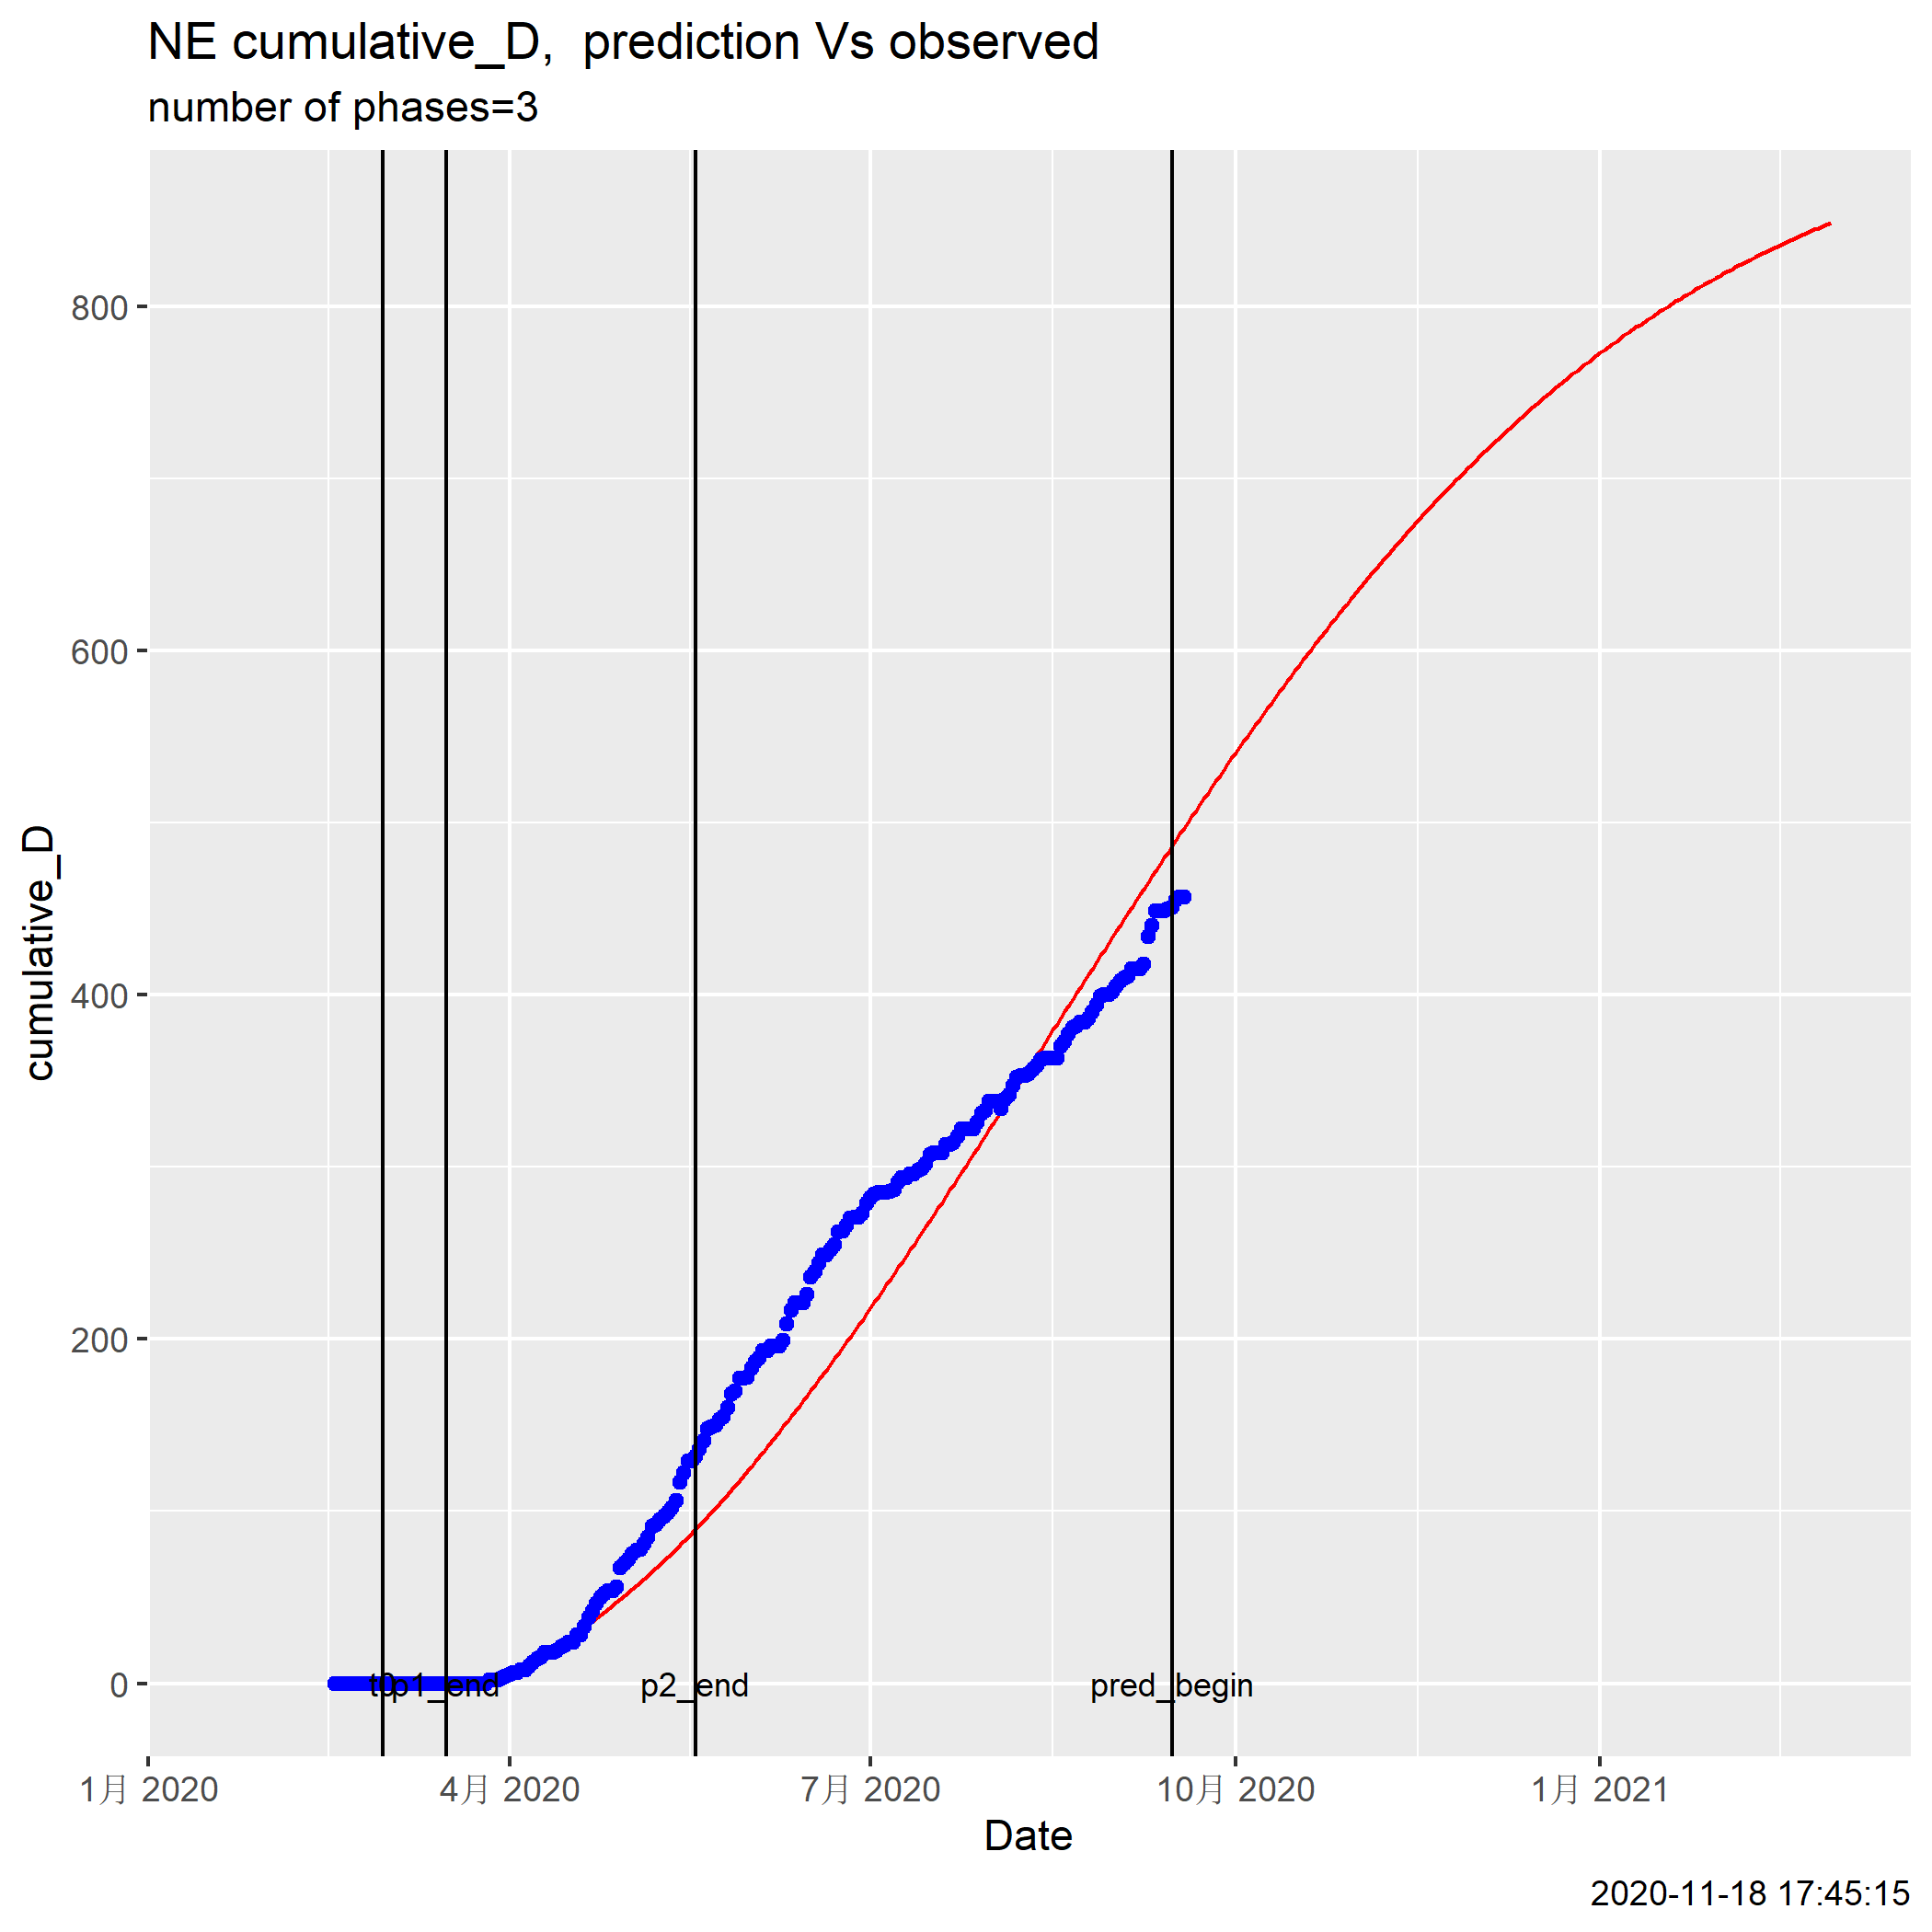 NE cumulative_D,  prediction Vs observed
number of phases=3
cumulative_D
800
600
400
200
0
t0
p1_end
p2_end
pred_begin
1月 2020
4月 2020
7月 2020
10月 2020
1月 2021
Date
2020-11-18 17:45:15